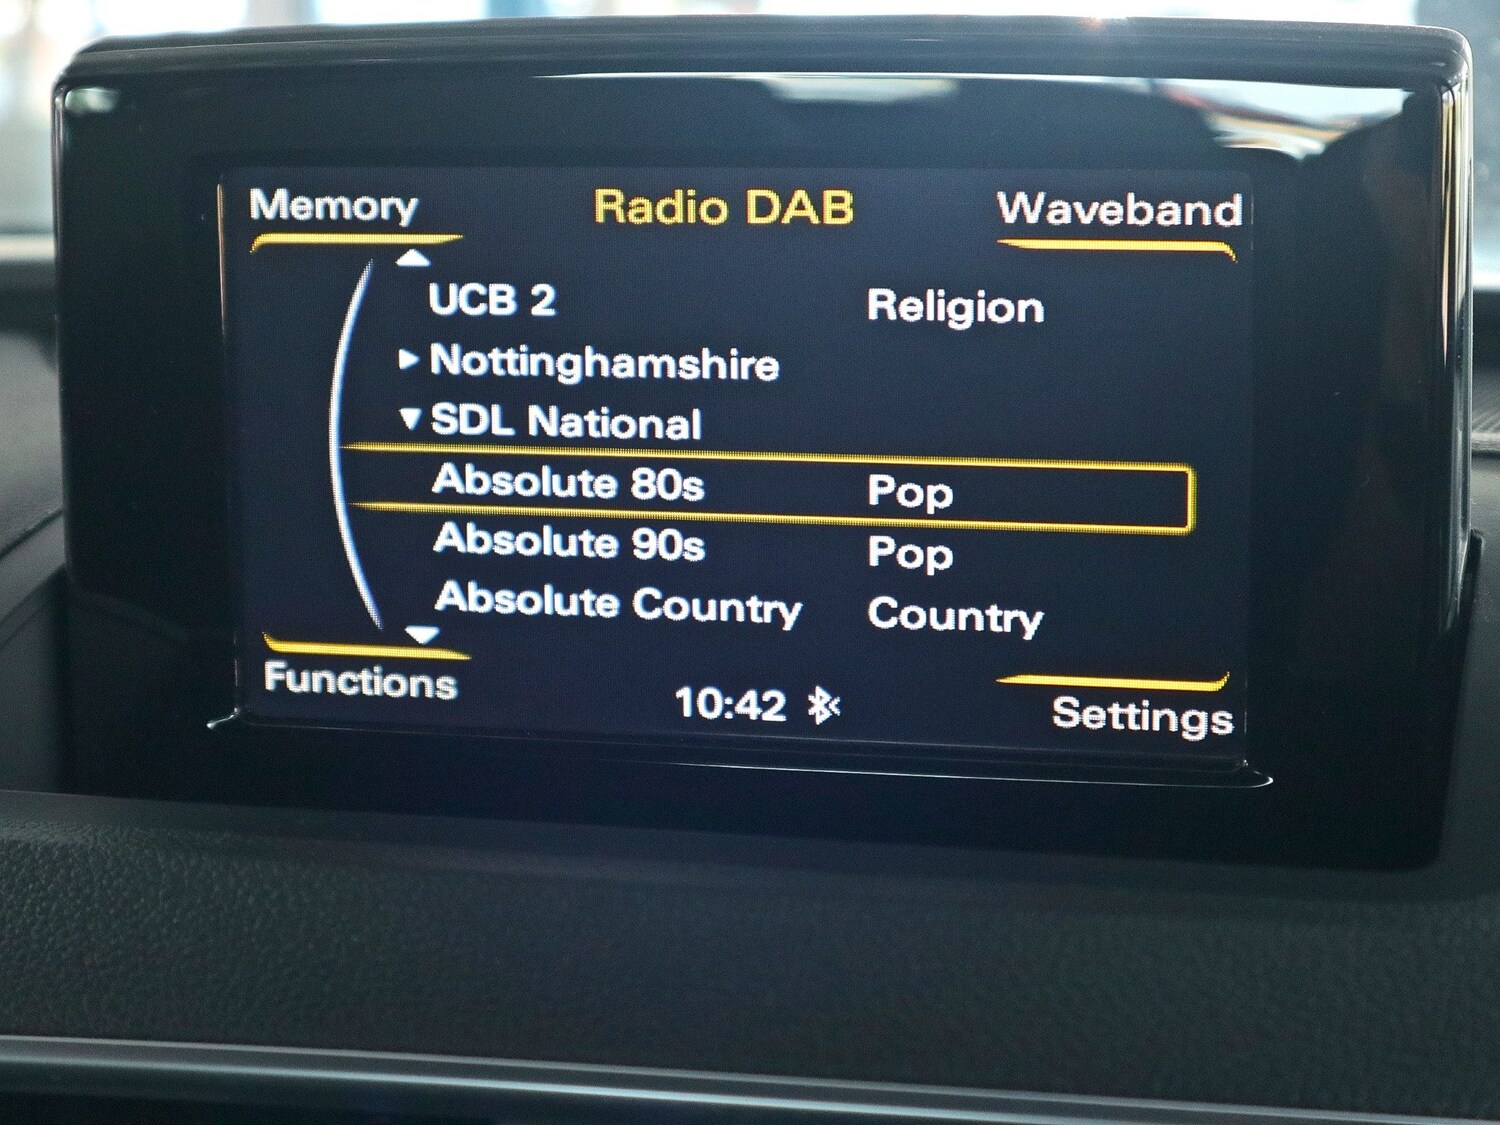 Memory Radio DAB Waveband
UCB 2 Religion
Nottinghamshire
SDL National
Absolute 80s Pop
Absolute 90s Pop
Absolute Country Country
Functions 10:42 Settings